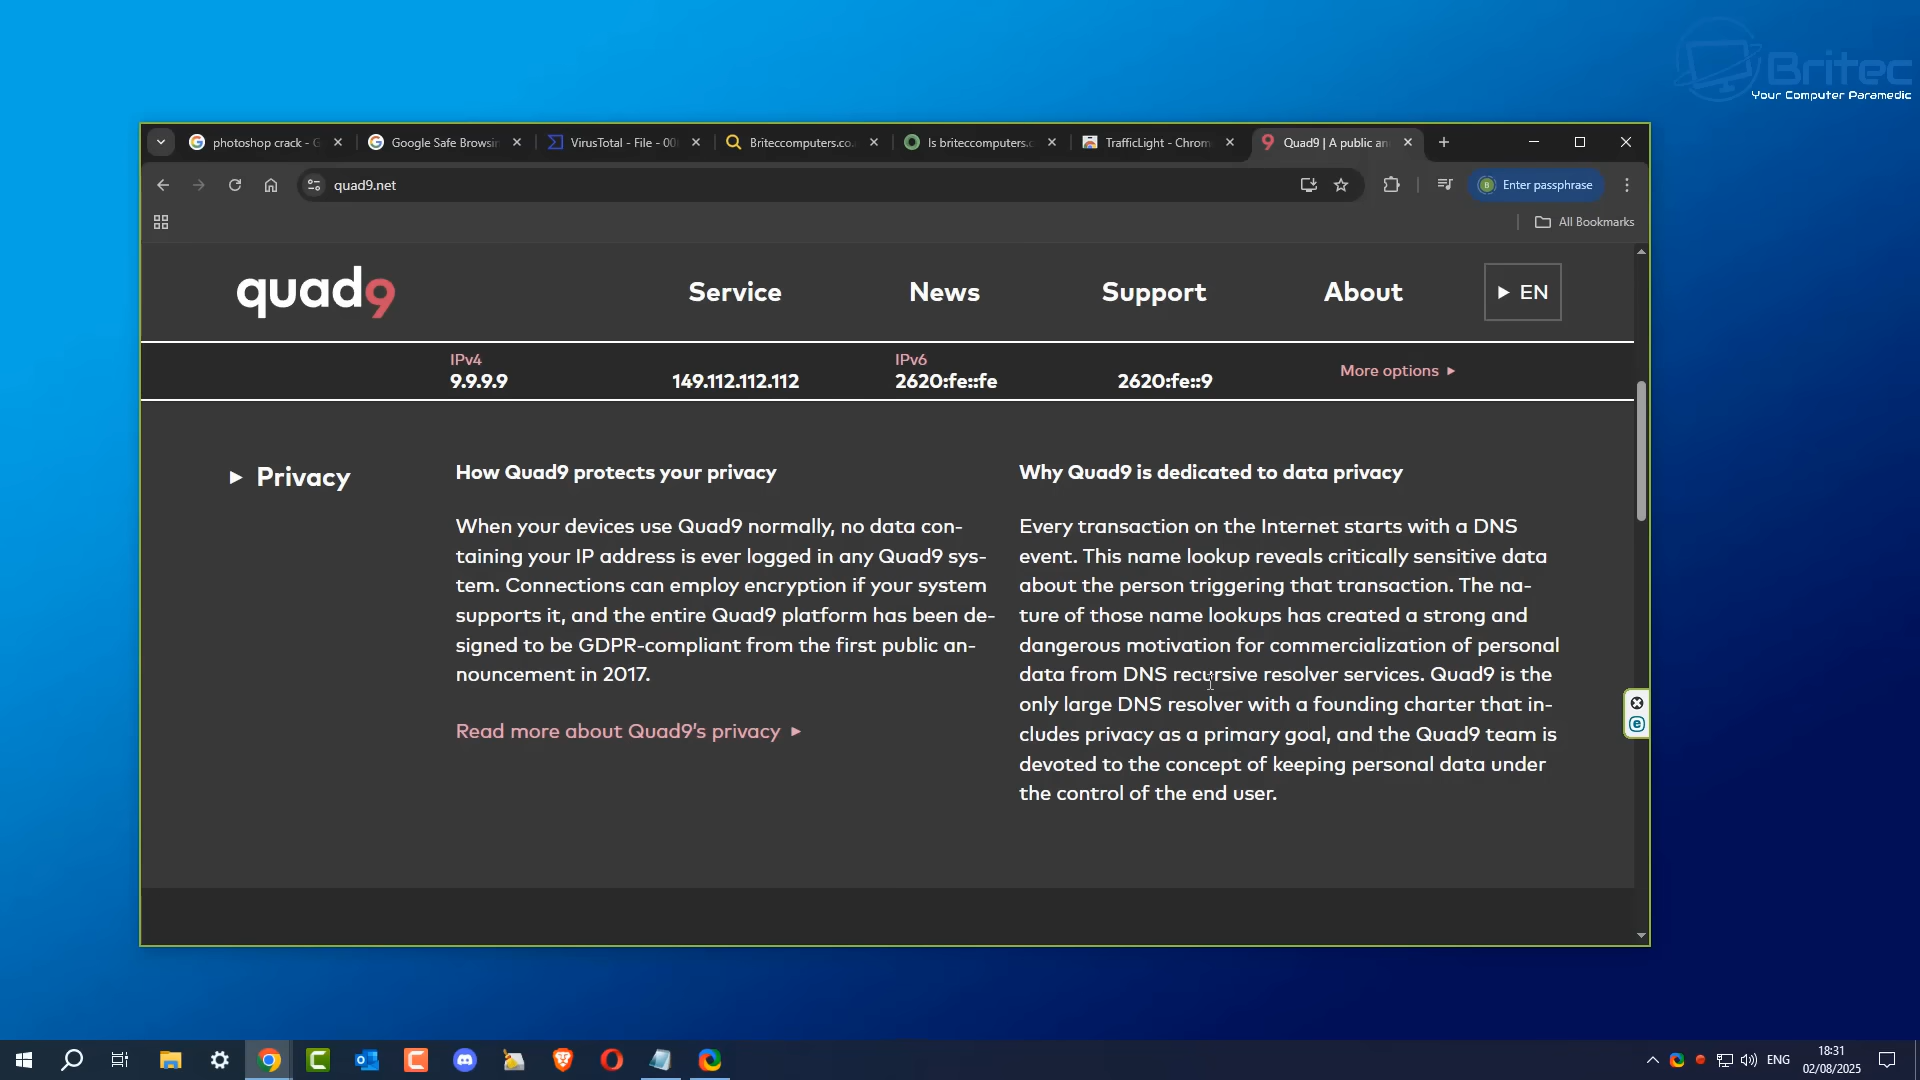 Britec
Your Computer Paramedic
photoshop crack - G
Google Safe Browsin
VirusTotal - File - 00
Briteccomputers.co.
Is briteccomputers.c
TrafficLight - Chrom
Quad9 | A public an
quad9.net
Enter passphrase
All Bookmarks
quad9
Service
News
Support
About
EN
IPv4
9.9.9.9
149.112.112.112
IPv6
2620:fe::fe
2620:fe::9
More options
Privacy
How Quad9 protects your privacy
When your devices use Quad9 normally, no data con-
taining your IP address is ever logged in any Quad9 sys-
tem. Connections can employ encryption if your system
supports it, and the entire Quad9 platform has been de-
signed to be GDPR-compliant from the first public an-
nouncement in 2017.
Read more about Quad9's privacy
Why Quad9 is dedicated to data privacy
Every transaction on the Internet starts with a DNS
event. This name lookup reveals critically sensitive data
about the person triggering that transaction. The na-
ture of those name lookups has created a strong and
dangerous motivation for commercialization of personal
data from DNS recursive resolver services. Quad9 is the
only large DNS resolver with a founding charter that in-
cludes privacy as a primary goal, and the Quad9 team is
devoted to the concept of keeping personal data under
the control of the end user.
ENG
18:31
02/08/2025